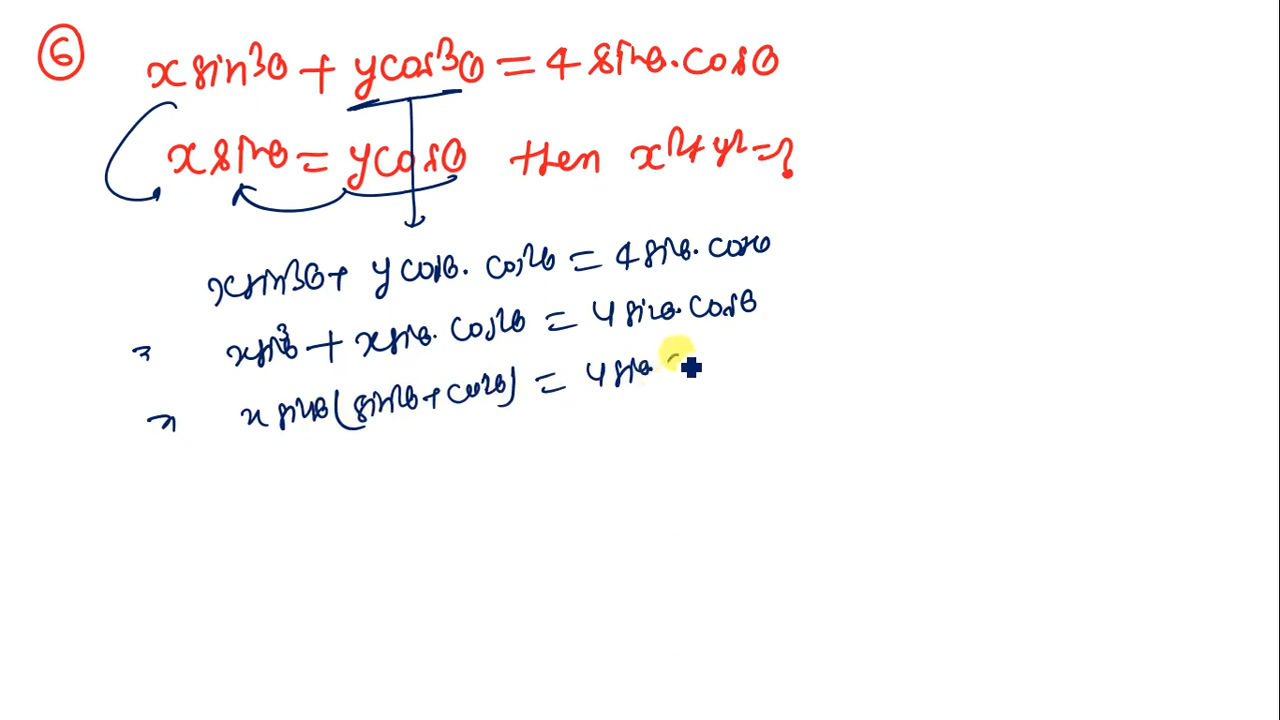 ⑥ x sin³θ + y cos³θ = 4 sinθ.cosθ
x sinθ = y cosθ then x²+y² = ?
x sin³θ + y cosθ. cos²θ = 4 sinθ. cosθ
⇒ x sin³θ + x sinθ. cos²θ = 4 sinθ. cosθ
⇒ x sinθ (sin²θ + cos²θ) = 4 sinθ